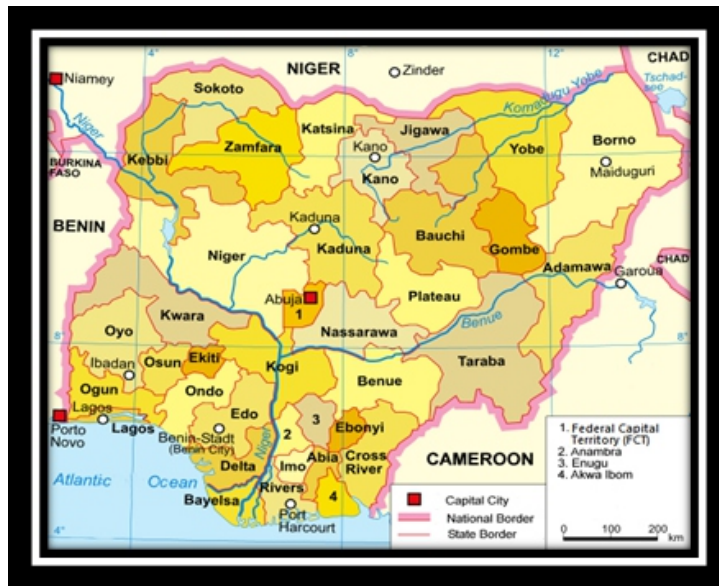 4°
8°
12°
CHAD
NIGER
Zinder
Niamey
Tschad-
see
Sokoto
Komadugu Yobe
Niger
Katsina
Jigawa
Zamfara
Kano
Yobe
Borno
Kebbi
BURKINA
FASO
Maiduguri
Kano
BENIN
Kaduna
Bauchi
Niger
Kaduna
Gombe
Adamawa
CHAD
Garoua
Abuja
1
Plateau
Kwara
Nassarawa
Benue
Oyo
8°
8°
Taraba
Ibadan
Osun
Ekiti
Kogi
Benue
Ogun
Ondo
Lagos
Edo
3
Porto
Novo
Lagos
Benin-Stadt
(Benin City)
Niger
2
Ebonyi
Abia
Cross
River
CAMEROON
Atlantic Ocean
Delta
Imo
Bayelsa
Rivers
4
Port
Harcourt
4°
1. Federal Capital
Territory (FCT)
2. Anambra
3. Enugu
4. Akwa Ibom
Capital City
National Border
State Border
0 100 200
km